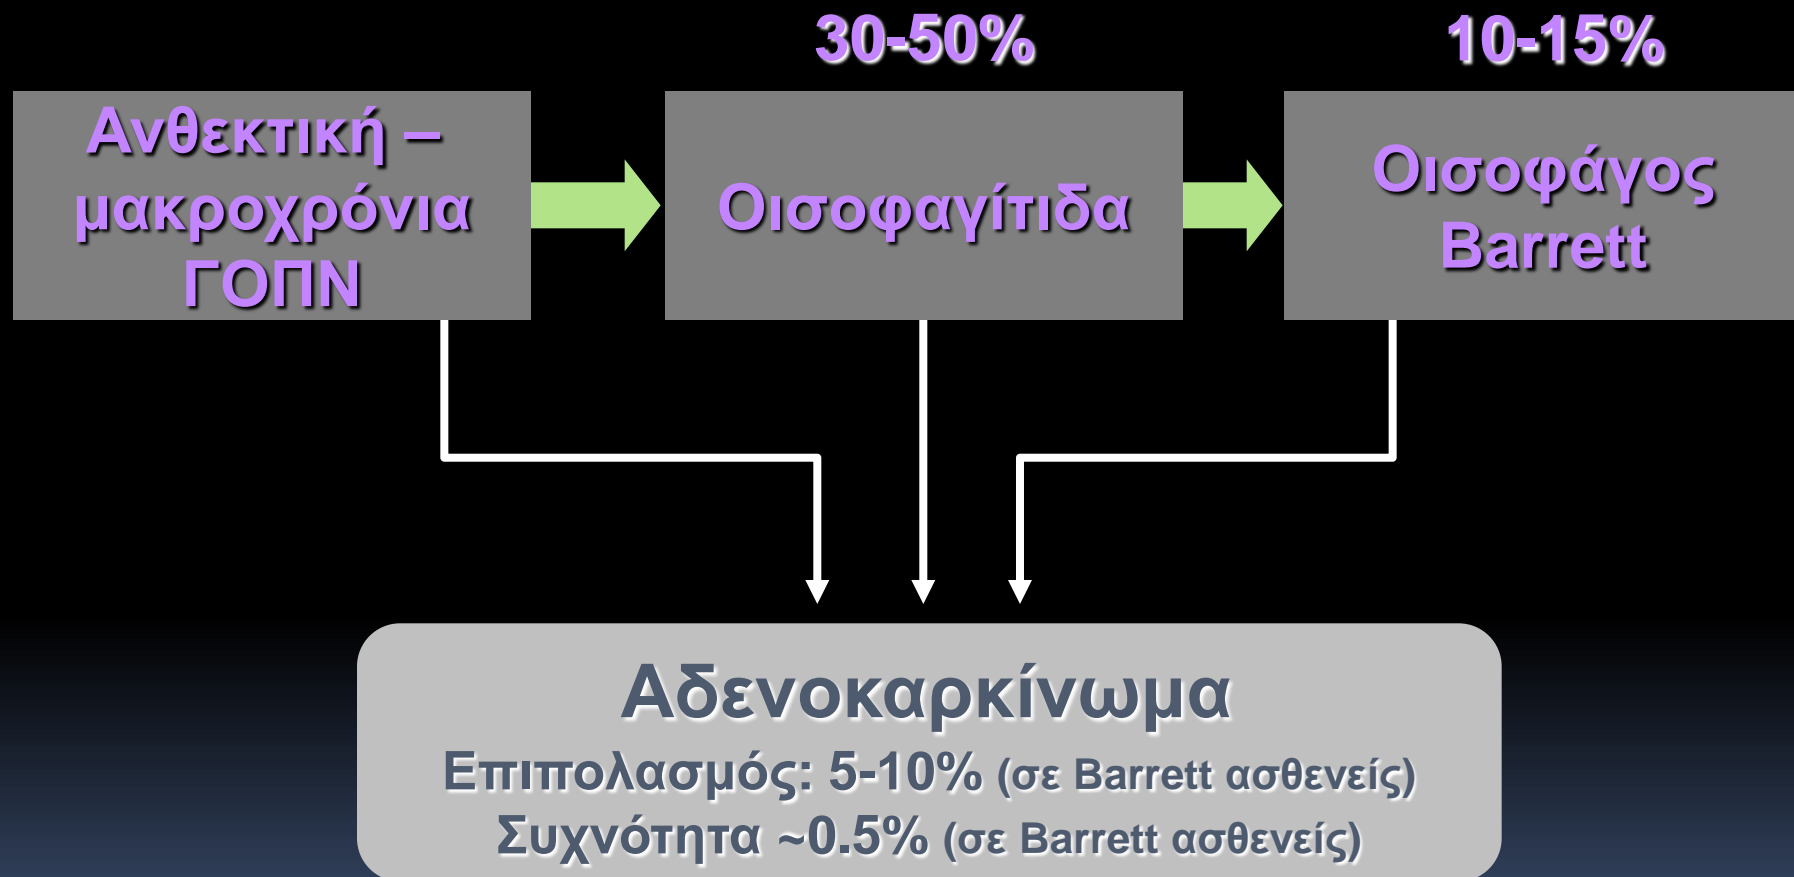 30-50%
10-15%
Ανθεκτική –
μακροχρόνια
ΓΟΠΝ
Οισοφαγίτιδα
Οισοφάγος
Barrett
Αδενοκαρκίνωμα
Επιπολασμός: 5-10% (σε Barrett ασθενείς)
Συχνότητα ~0.5% (σε Barrett ασθενείς)